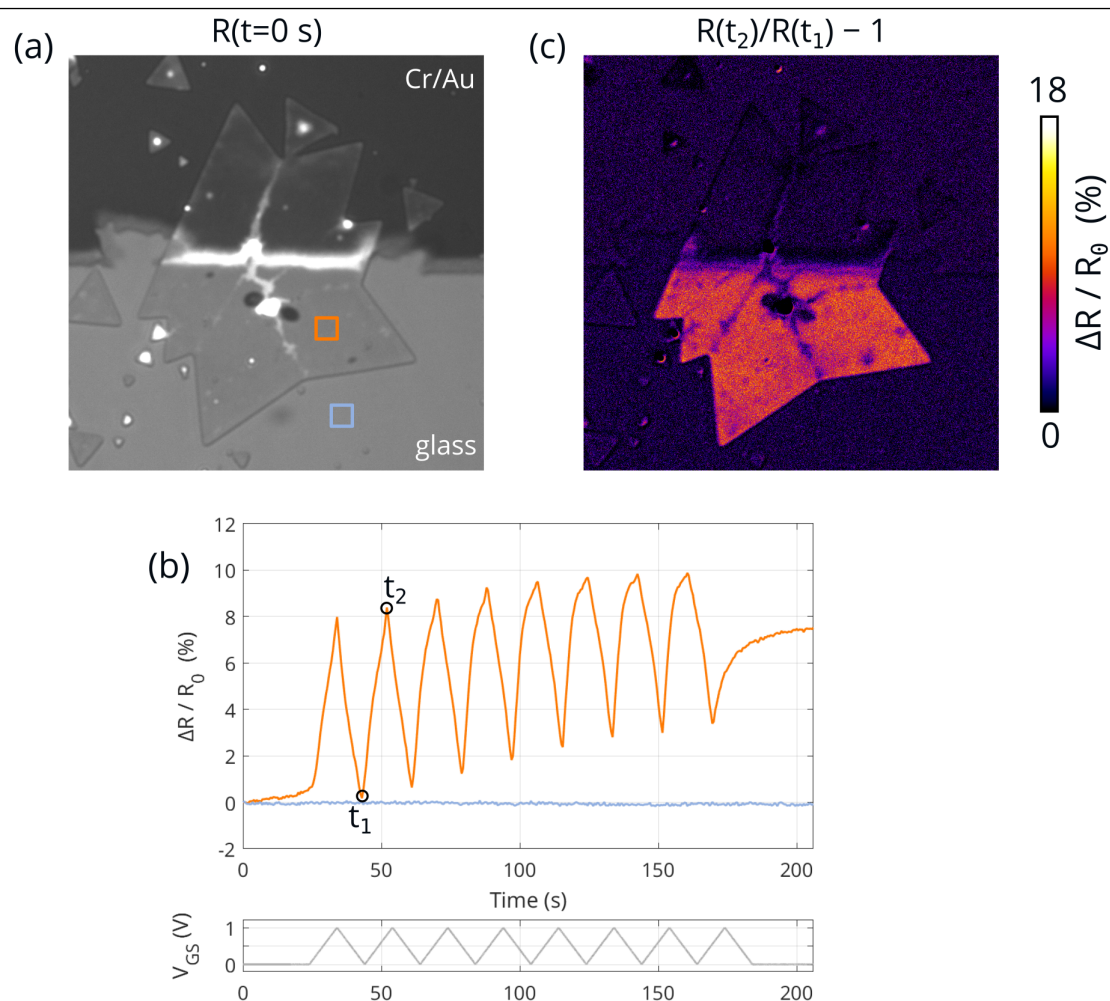 R(t=0 s)
R(t₂)/R(t₁) − 1
(a)
(c)
Cr/Au
glass
18
0
ΔR / R₀ (%)
(b)
12
10
8
6
4
2
0
-2
ΔR / R₀ (%)
t₂
t₁
0
50
100
150
200
Time (s)
V_GS (V)
1
0
0
50
100
150
200